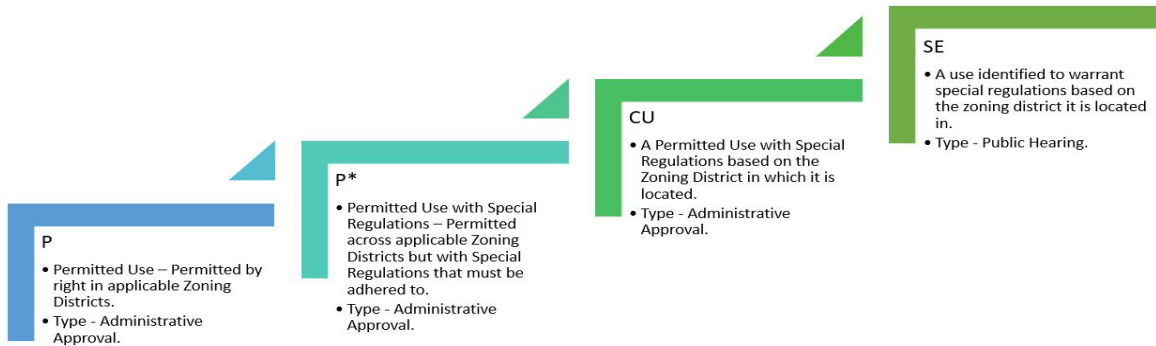 P
• Permitted Use – Permitted by
right in applicable Zoning
Districts.
• Type - Administrative
Approval.
P*
• Permitted Use with Special
Regulations – Permitted
across applicable Zoning
Districts but with Special
Regulations that must be
adhered to.
• Type - Administrative
Approval.
CU
• A Permitted Use with Special
Regulations based on the
Zoning District in which it is
located.
• Type - Administrative
Approval.
SE
• A use identified to warrant
special regulations based on
the zoning district it is located
in.
• Type - Public Hearing.